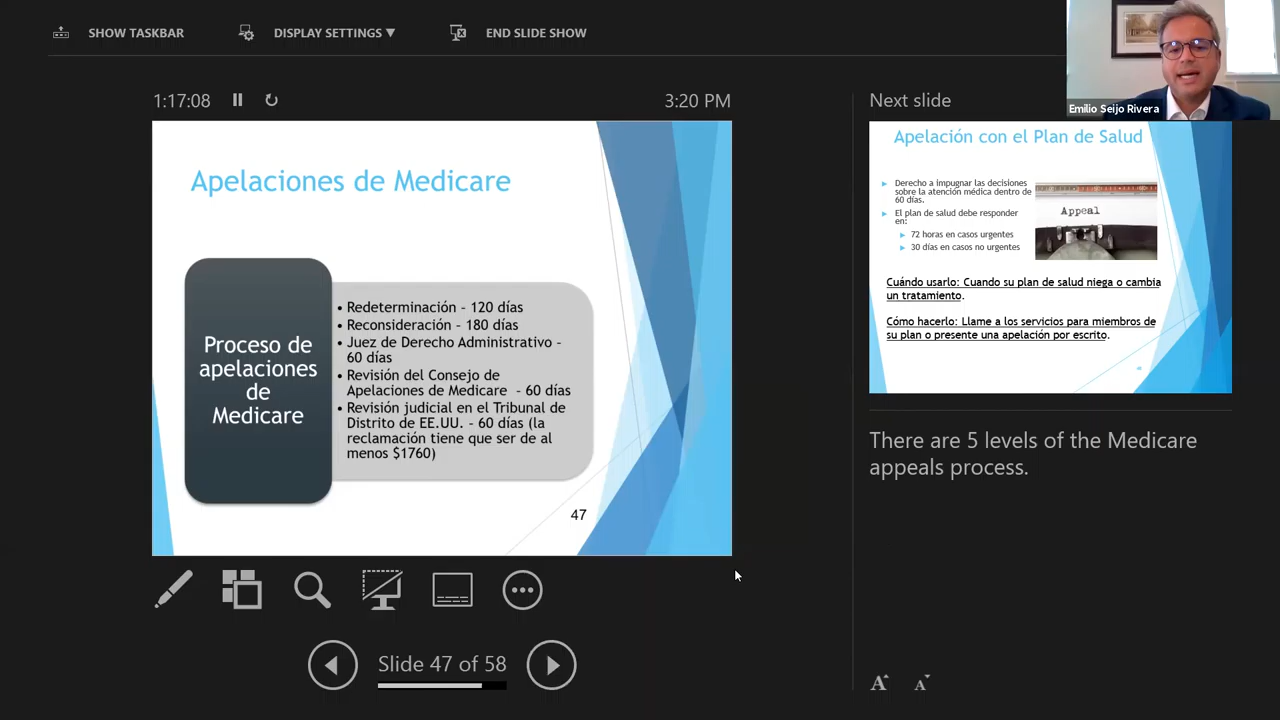 SHOW TASKBAR
DISPLAY SETTINGS ▼
END SLIDE SHOW
Emilio Seijo Rivera
1:17:08
3:20 PM
Apelaciones de Medicare
Proceso de
apelaciones
de
Medicare
• Redeterminación – 120 días
• Reconsideración – 180 días
• Juez de Derecho Administrativo –
60 días
• Revisión del Consejo de
Apelaciones de Medicare – 60 días
• Revisión judicial en el Tribunal de
Distrito de EE.UU. – 60 días (la
reclamación tiene que ser de al
menos $1760)
47
Slide 47 of 58
Next slide
Apelación con el Plan de Salud
Derecho a impugnar las decisiones
sobre la atención médica dentro de
60 días.
El plan de salud debe responder
en:
72 horas en casos urgentes
30 días en casos no urgentes
Appeal
Cuándo usarlo: Cuando su plan de salud niega o cambia
un tratamiento.
Cómo hacerlo: Llame a los servicios para miembros de
su plan o presente una apelación por escrito.
There are 5 levels of the Medicare
appeals process.
A A